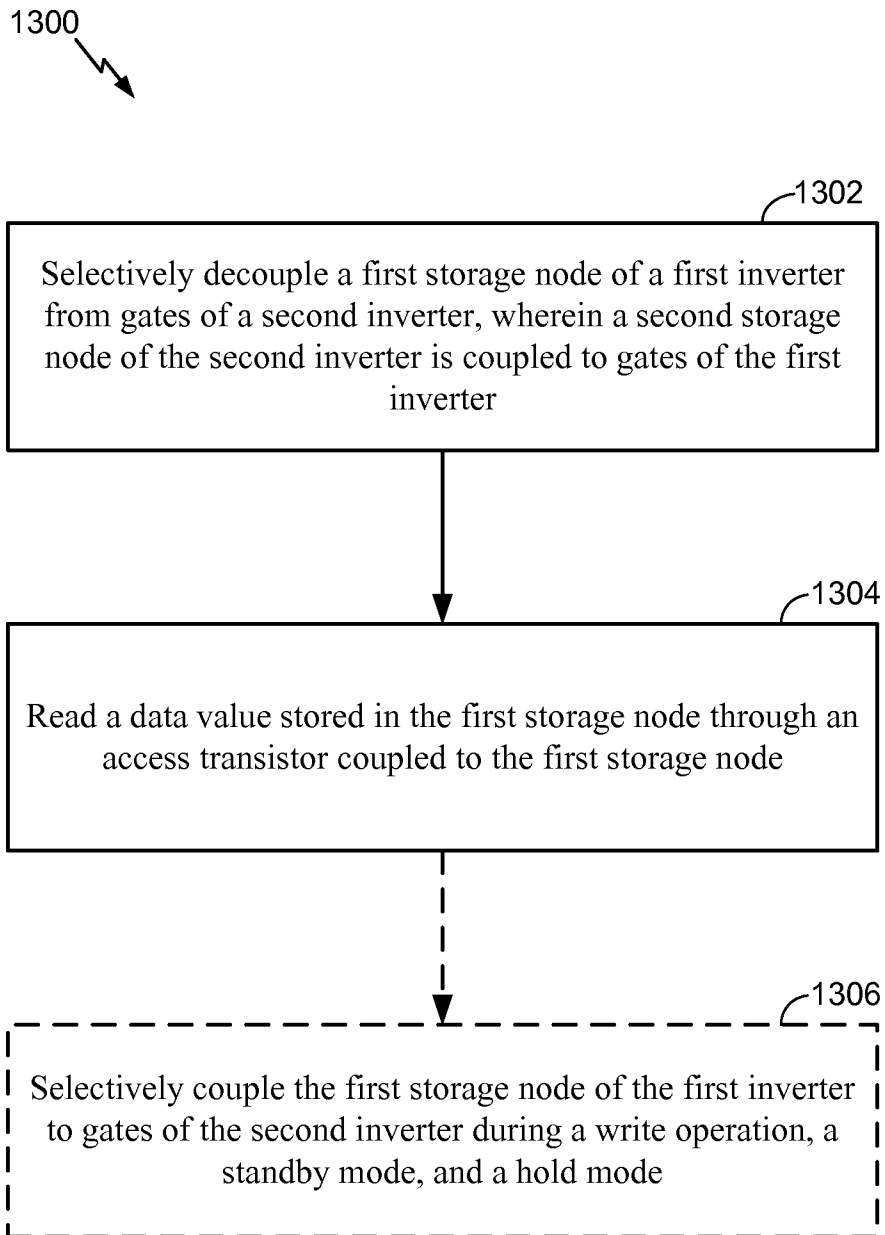 1300
1302
Selectively decouple a first storage node of a first inverter
from gates of a second inverter, wherein a second storage
node of the second inverter is coupled to gates of the first
inverter
1304
Read a data value stored in the first storage node through an
access transistor coupled to the first storage node
1306
Selectively couple the first storage node of the first inverter
to gates of the second inverter during a write operation, a
standby mode, and a hold mode